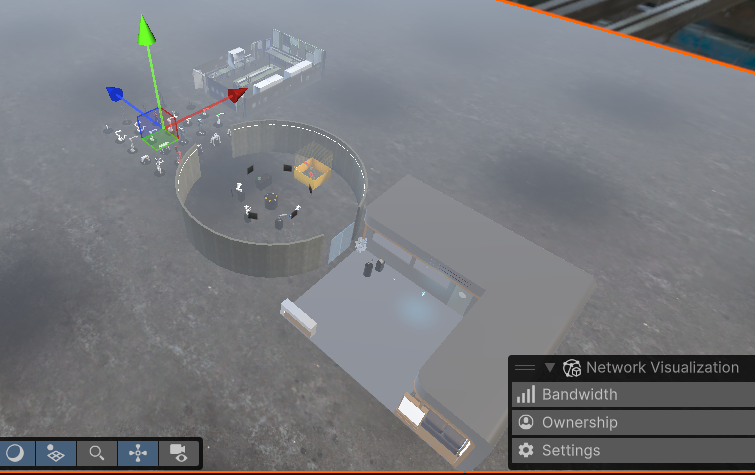 Network Visualization
Bandwidth
Ownership
Settings